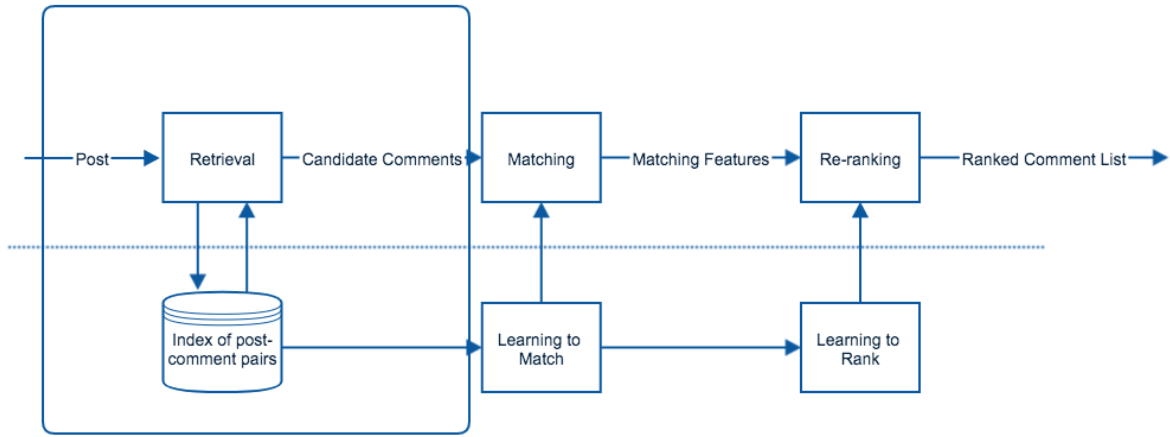 Post
Retrieval
Candidate Comments
Matching
Matching Features
Re-ranking
Ranked Comment List
Index of post-
comment pairs
Learning to
Match
Learning to
Rank